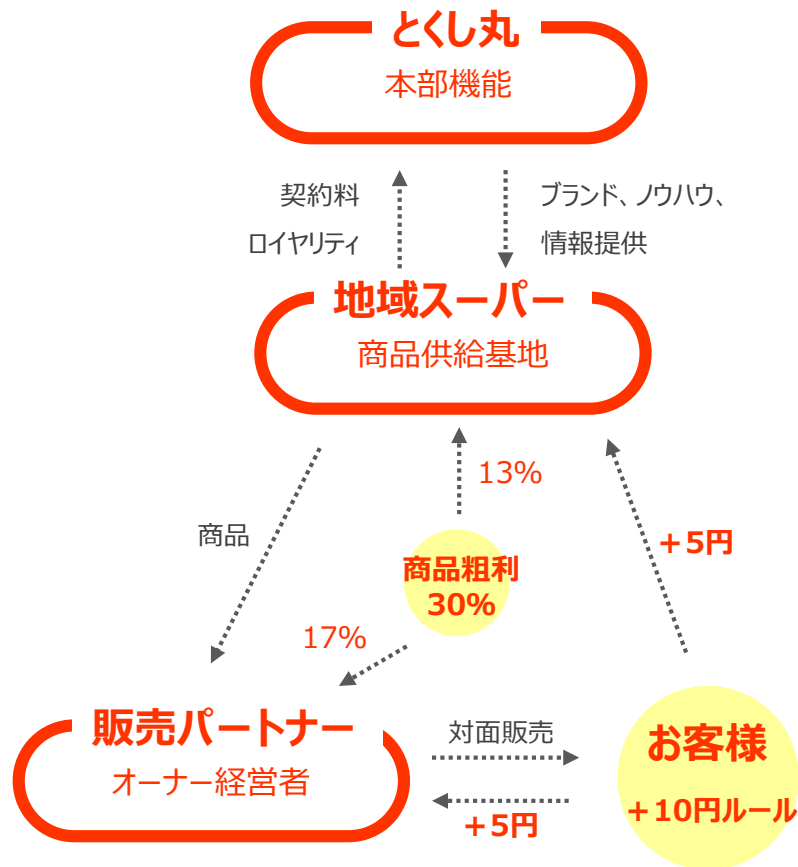 とくし丸
本部機能
契約料
ロイヤリティ
ブランド、ノウハウ、
情報提供
地域スーパー
商品供給基地
13%
商品
+5円
商品粗利
30%
17%
販売パートナー
オーナー経営者
対面販売
+5円
お客様
+10円ルール